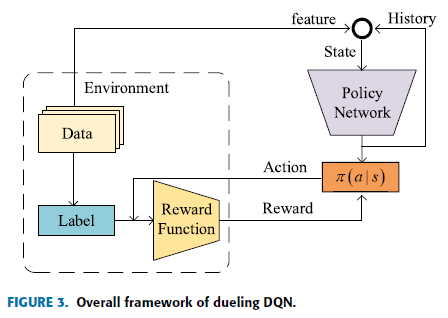 feature
History
State
Environment
Policy
Network
Data
Action
π(a|s)
Label
Reward
Function
Reward
FIGURE 3. Overall framework of dueling DQN.